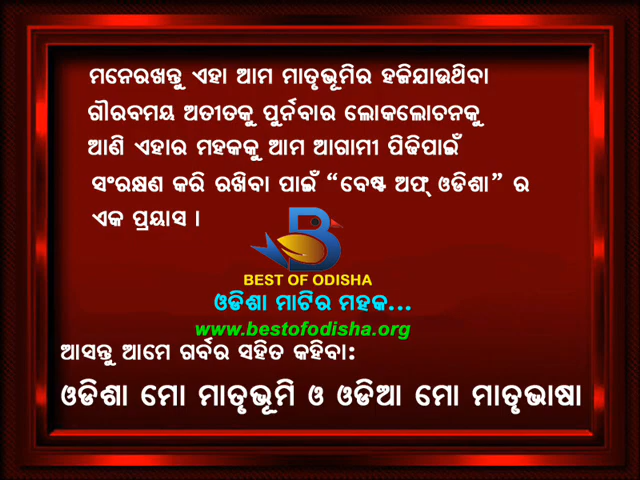 ମନେରଖନ୍ତୁ ଏହା ଆମ ମାତୃଭୂମିର ହଜିଯାଉଥିବା
ଗୌରବମୟ ଅତୀତକୁ ପୁର୍ନବାର ଲୋକଲୋଚନକୁ
ଆଣି ଏହାର ମହକକୁ ଆମ ଆଗାମୀ ପିଢିପାଇଁ
ସଂରକ୍ଷଣ କରି ରଖିବା ପାଇଁ “ବେଷ୍ଟ ଅଫ୍ ଓଡିଶା” ର
ଏକ ପ୍ରୟାସ ।
B
BEST OF ODISHA
ଓଡିଶା ମାଟିର ମହକ...
www.bestofodisha.org
ଆସନ୍ତୁ ଆମେ ଗର୍ବର ସହିତ କହିବା:
ଓଡିଶା ମୋ ମାତୃଭୂମି ଓ ଓଡିଆ ମୋ ମାତୃଭାଷା